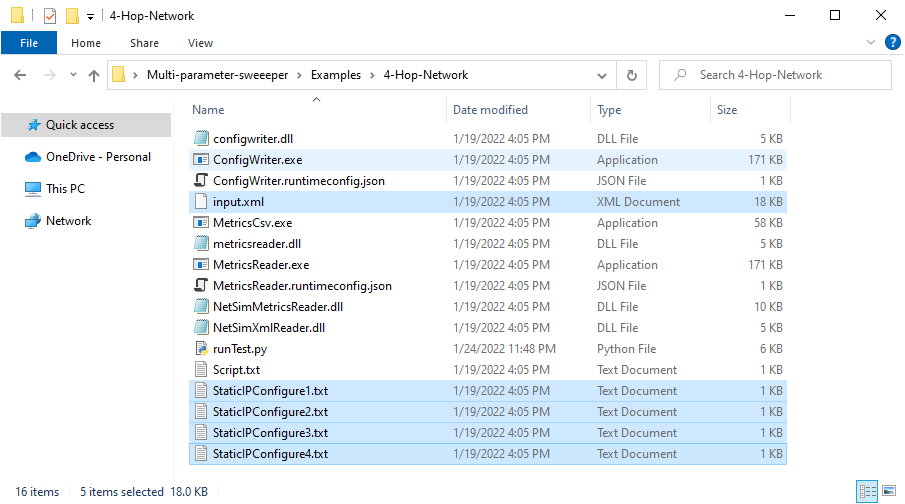 4-Hop-Network
File Home Share View
Multi-parameter-sweeeper Examples 4-Hop-Network Search 4-Hop-Network
Name Date modified Type Size
Quick access
OneDrive - Personal
This PC
Network
configwriter.dll 1/19/2022 4:05 PM DLL File 5 KB
ConfigWriter.exe 1/19/2022 4:05 PM Application 171 KB
ConfigWriter.runtimeconfig.json 1/19/2022 4:05 PM JSON File 1 KB
input.xml 1/19/2022 4:05 PM XML Document 18 KB
MetricsCsv.exe 1/19/2022 4:05 PM Application 58 KB
metricsreader.dll 1/19/2022 4:05 PM DLL File 5 KB
MetricsReader.exe 1/19/2022 4:05 PM Application 171 KB
MetricsReader.runtimeconfig.json 1/19/2022 4:05 PM JSON File 1 KB
NetSimMetricsReader.dll 1/19/2022 4:05 PM DLL File 10 KB
NetSimXmlReader.dll 1/19/2022 4:05 PM DLL File 5 KB
runTest.py 1/24/2022 11:48 PM Python File 6 KB
Script.txt 1/19/2022 4:05 PM Text Document 1 KB
StaticIPConfigure1.txt 1/19/2022 4:05 PM Text Document 1 KB
StaticIPConfigure2.txt 1/19/2022 4:05 PM Text Document 1 KB
StaticIPConfigure3.txt 1/19/2022 4:05 PM Text Document 1 KB
StaticIPConfigure4.txt 1/19/2022 4:05 PM Text Document 1 KB
16 items 5 items selected 18.0 KB